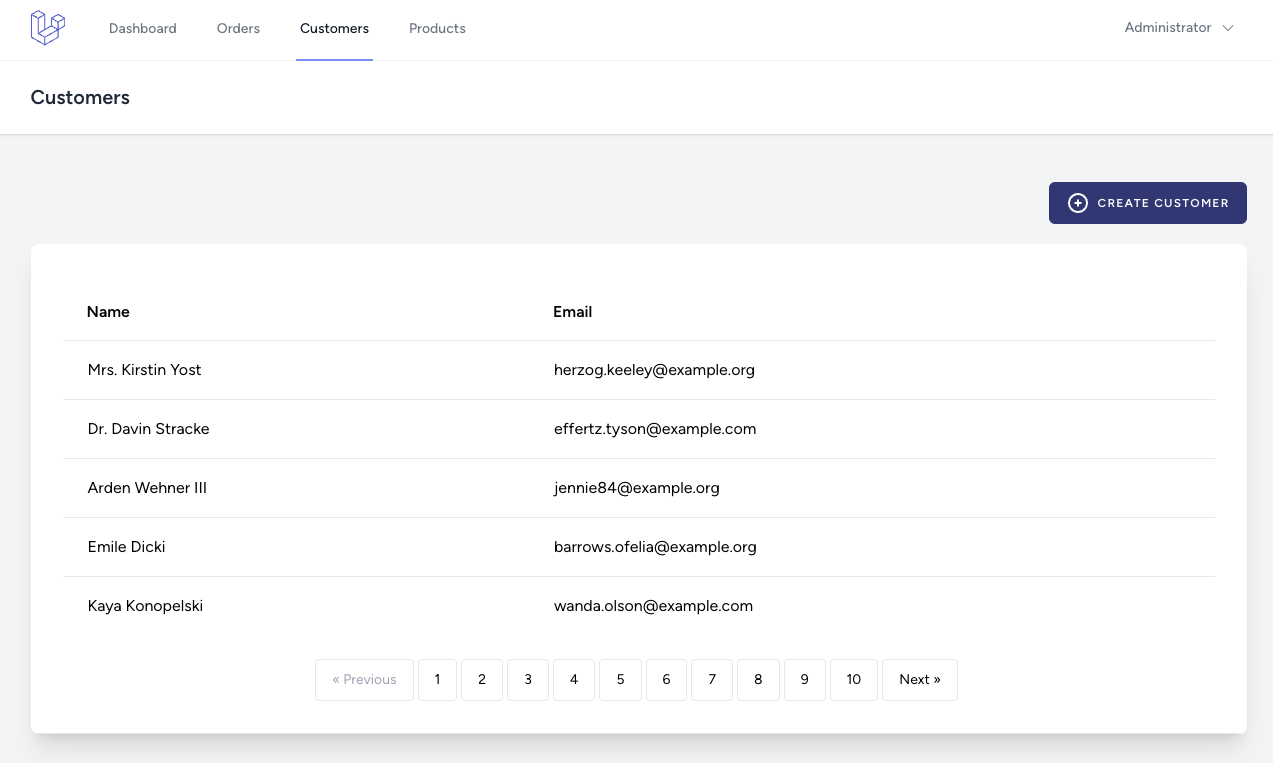 Dashboard Orders Customers Products Administrator
Customers
CREATE CUSTOMER
Name Email
Mrs. Kirstin Yost herzog.keeley@example.org
Dr. Davin Stracke effertz.tyson@example.com
Arden Wehner III jennie84@example.org
Emile Dicki barrows.ofelia@example.org
Kaya Konopelski wanda.olson@example.com
« Previous 1 2 3 4 5 6 7 8 9 10 Next »